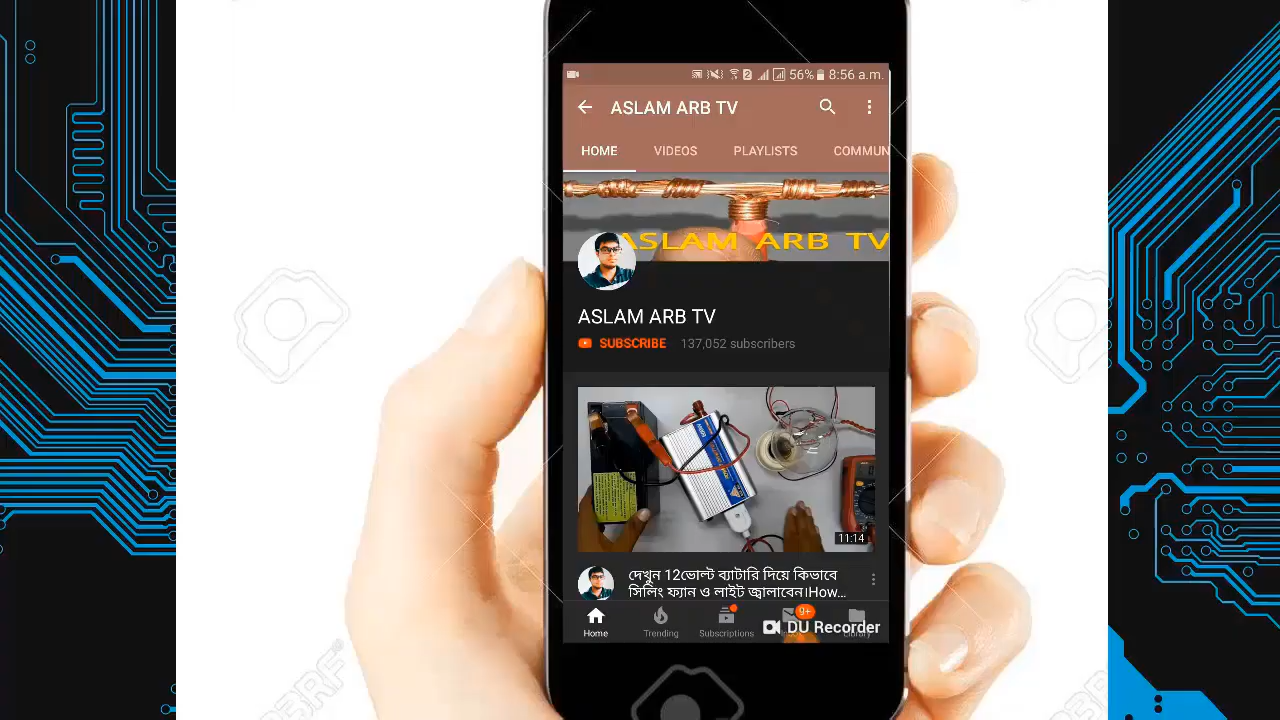 56% 8:56 a.m.
ASLAM ARB TV
HOME VIDEOS PLAYLISTS COMMUN
ASLAM ARB TV
ASLAM ARB TV
SUBSCRIBE 137,052 subscribers
11:14
দেখুন 12ভোল্ট ব্যাটারি দিয়ে কিভাবে
সিলিং ফ্যান ও লাইট জ্বালাবেন।How...
9+
DU Recorder
Home Trending Subscriptions Library